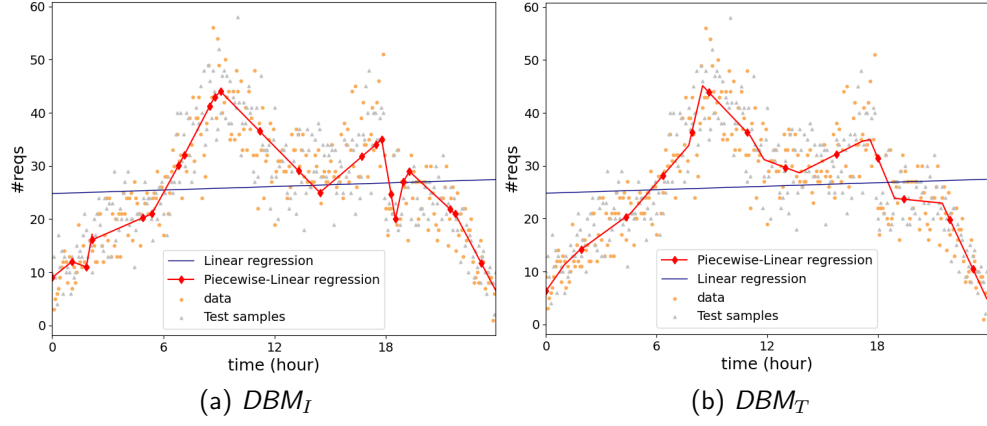 60
50
40
30
20
10
0
#reqs
Linear regression
Piecewise-Linear regression
data
Test samples
0 6 12 18
time (hour)
(a) DBM_I
60
50
40
30
20
10
0
#reqs
Piecewise-Linear regression
Linear regression
data
Test samples
0 6 12 18
time (hour)
(b) DBM_T